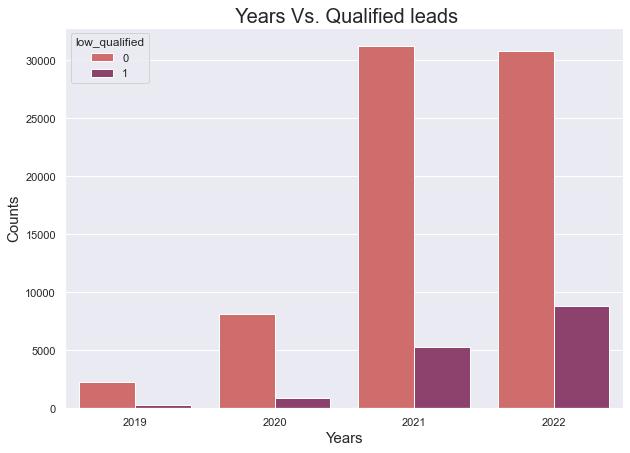 Years Vs. Qualified leads
low_qualified
0
1
30000
25000
20000
15000
10000
5000
0
Counts
2019 2020 2021 2022
Years